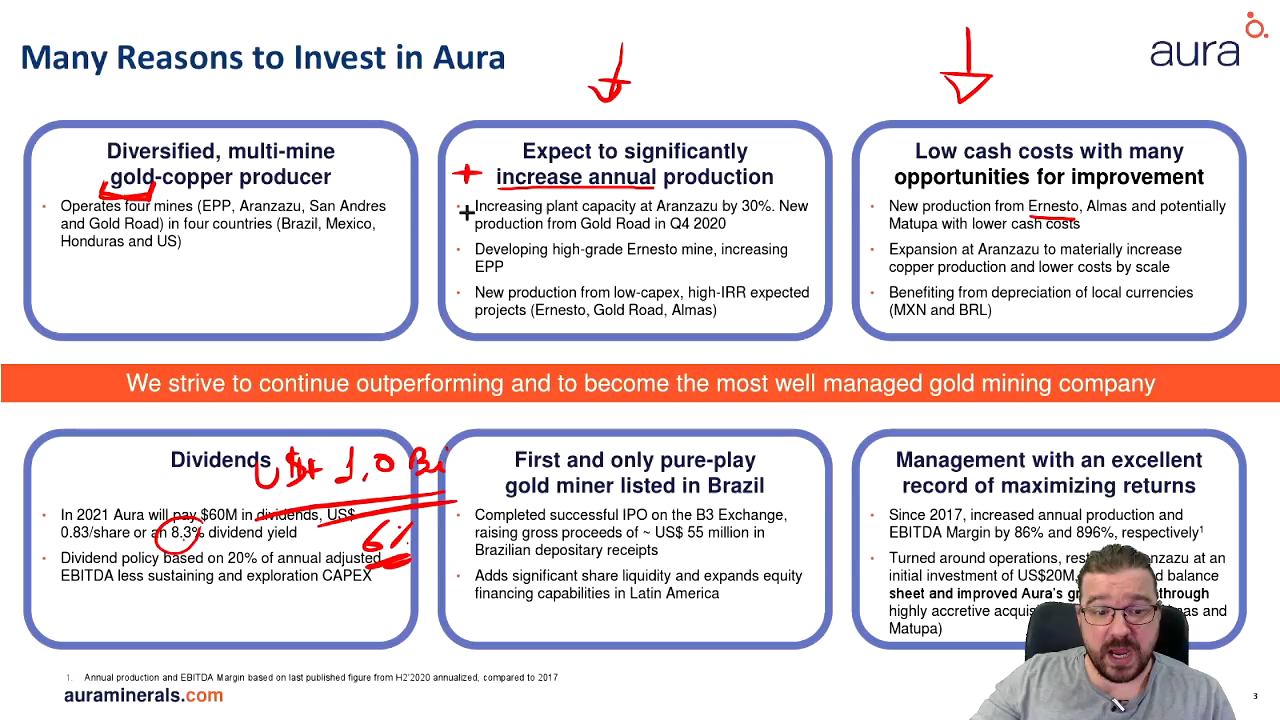 Many Reasons to Invest in Aura
aura
Diversified, multi-mine
gold-copper producer
• Operates four mines (EPP, Aranzazu, San Andres
and Gold Road) in four countries (Brazil, Mexico,
Honduras and US)
Expect to significantly
+ increase annual production
+
• Increasing plant capacity at Aranzazu by 30%. New
production from Gold Road in Q4 2020
• Developing high-grade Ernesto mine, increasing
EPP
• New production from low-capex, high-IRR expected
projects (Ernesto, Gold Road, Almas)
Low cash costs with many
opportunities for improvement
• New production from Ernesto, Almas and potentially
Matupa with lower cash costs
• Expansion at Aranzazu to materially increase
copper production and lower costs by scale
• Benefiting from depreciation of local currencies
(MXN and BRL)
We strive to continue outperforming and to become the most well managed gold mining company
Dividends
U$ 1,0 Bi
• In 2021 Aura will pay $60M in dividends, US$
0.83/share or an 8.3% dividend yield
6%
• Dividend policy based on 20% of annual adjusted
EBITDA less sustaining and exploration CAPEX
First and only pure-play
gold miner listed in Brazil
• Completed successful IPO on the B3 Exchange,
raising gross proceeds of ~ US$ 55 million in
Brazilian depositary receipts
• Adds significant share liquidity and expands equity
financing capabilities in Latin America
Management with an excellent
record of maximizing returns
• Since 2017, increased annual production and
EBITDA Margin by 86% and 896%, respectively¹
• Turned around operations, at an
initial investment of US$20M, balance
sheet and improved Aura's through
highly accretive and
Matupa)
1. Annual production and EBITDA Margin based on last published figure from H2'2020 annualized, compared to 2017
auraminerals.com
3